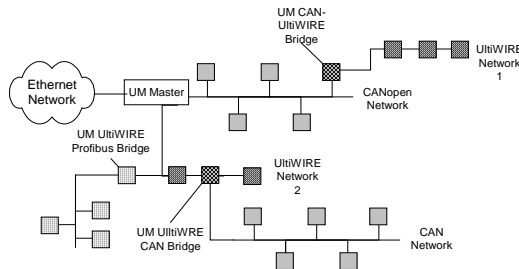 UM CAN-
UltiWIRE
Bridge
UltiWIRE
Network
1
Ethernet
Network
UM Master
CANopen
Network
UM UltiWIRE
Profibus Bridge
UltiWIRE
Network
2
UM UlltiWIRE
CAN Bridge
CAN
Network